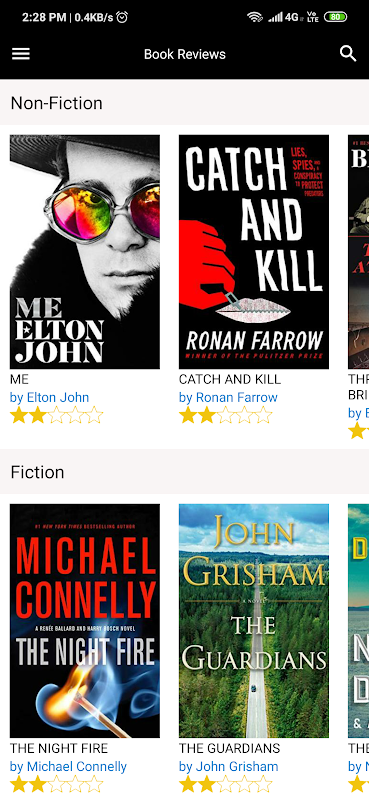 2:28 PM | 0.4KB/s
4G
Vo
LTE
80
Book Reviews
Non-Fiction
ME
ELTON
JOHN
CATCH
AND
KILL
LIES,
SPIES, AND
CONSPIRACY
TO PROTECT
PREDATORS
RONAN FARROW
WINNER OF THE PULITZER PRIZE
B
ME
by Elton John
CATCH AND KILL
by Ronan Farrow
THR
BRI
by B
Fiction
#1 NEW YORK TIMES BESTSELLING AUTHOR
MICHAEL
CONNELLY
A RENÉE BALLARD AND HARRY BOSCH NOVEL
THE NIGHT FIRE
JOHN
GRISHAM
A NOVEL
THE
GUARDIANS
D
N
D
& A
THE NIGHT FIRE
by Michael Connelly
THE GUARDIANS
by John Grisham
THE
by N